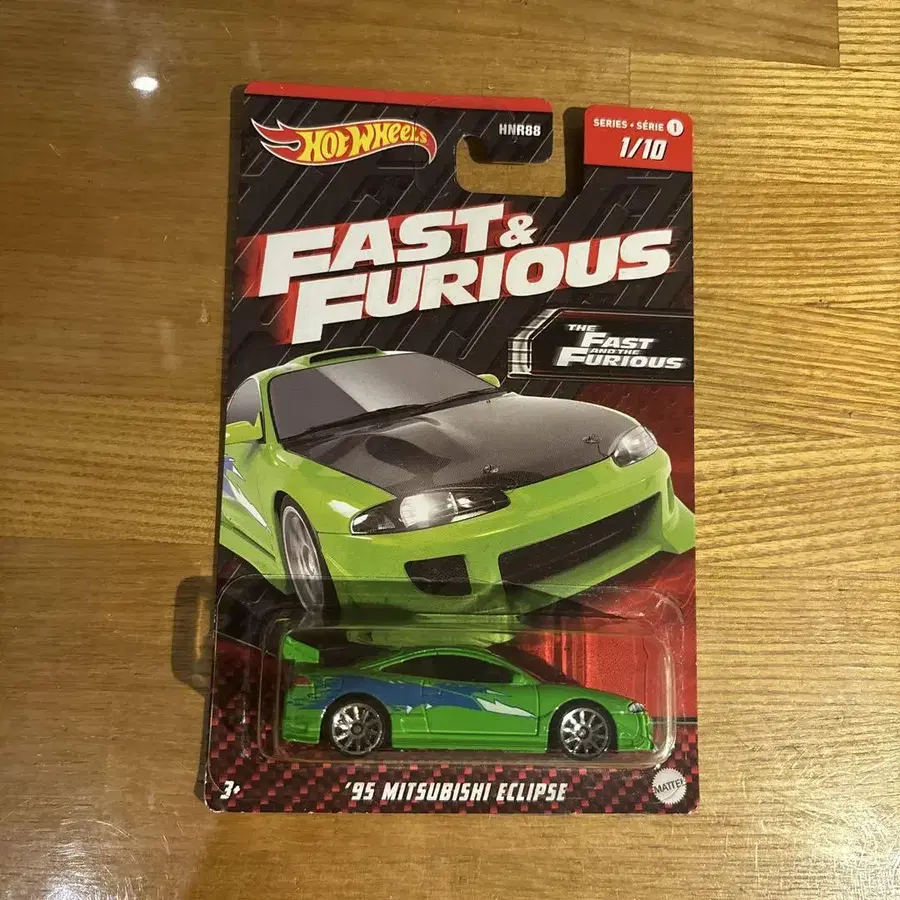 HOT WHEELS
HNR88
SERIES • SÉRIE 1
1/10
FAST &
FURIOUS
THE
FAST
AND THE
FURIOUS
3+
'95 MITSUBISHI ECLIPSE
MATTEL